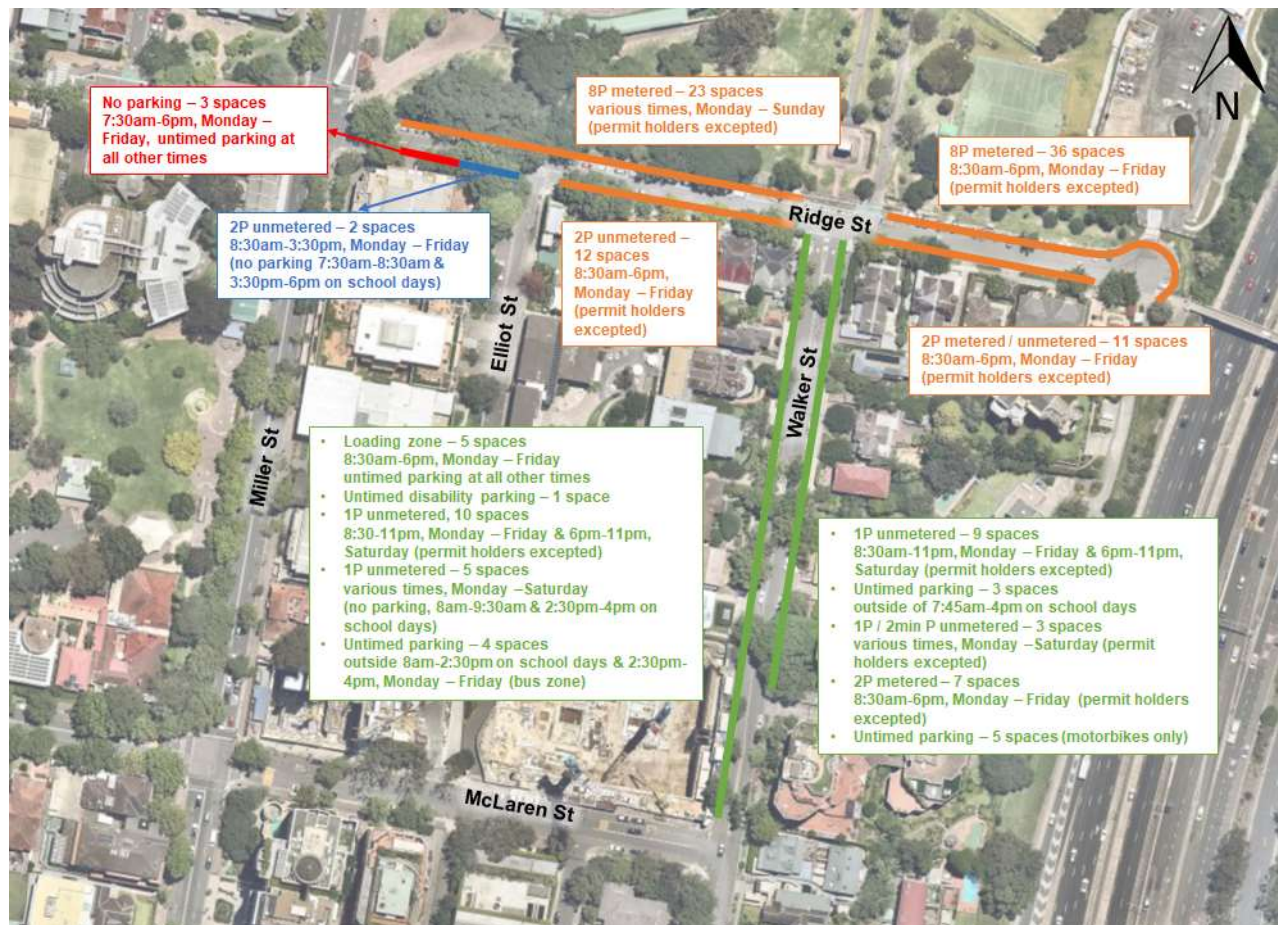 No parking – 3 spaces
7:30am-6pm, Monday –
Friday, untimed parking at
all other times
8P metered – 23 spaces
various times, Monday – Sunday
(permit holders excepted)
N
8P metered – 36 spaces
8:30am-6pm, Monday – Friday
(permit holders excepted)
2P unmetered – 2 spaces
8:30am-3:30pm, Monday – Friday
(no parking 7:30am-8:30am &
3:30pm-6pm on school days)
Ridge St
2P unmetered –
12 spaces
8:30am-6pm,
Monday – Friday
(permit holders
excepted)
Elliot St
2P metered / unmetered – 11 spaces
8:30am-6pm, Monday – Friday
(permit holders excepted)
Walker St
Miller St
• Loading zone – 5 spaces
8:30am-6pm, Monday – Friday
untimed parking at all other times
• Untimed disability parking – 1 space
• 1P unmetered, 10 spaces
8:30-11pm, Monday – Friday & 6pm-11pm,
Saturday (permit holders excepted)
• 1P unmetered – 5 spaces
various times, Monday –Saturday
(no parking, 8am-9:30am & 2:30pm-4pm on
school days)
• Untimed parking – 4 spaces
outside 8am-2:30pm on school days & 2:30pm-
4pm, Monday – Friday (bus zone)
• 1P unmetered – 9 spaces
8:30am-11pm, Monday – Friday & 6pm-11pm,
Saturday (permit holders excepted)
• Untimed parking – 3 spaces
outside of 7:45am-4pm on school days
• 1P / 2min P unmetered – 3 spaces
various times, Monday –Saturday (permit
holders excepted)
• 2P metered – 7 spaces
8:30am-6pm, Monday – Friday (permit holders
excepted)
• Untimed parking – 5 spaces (motorbikes only)
McLaren St